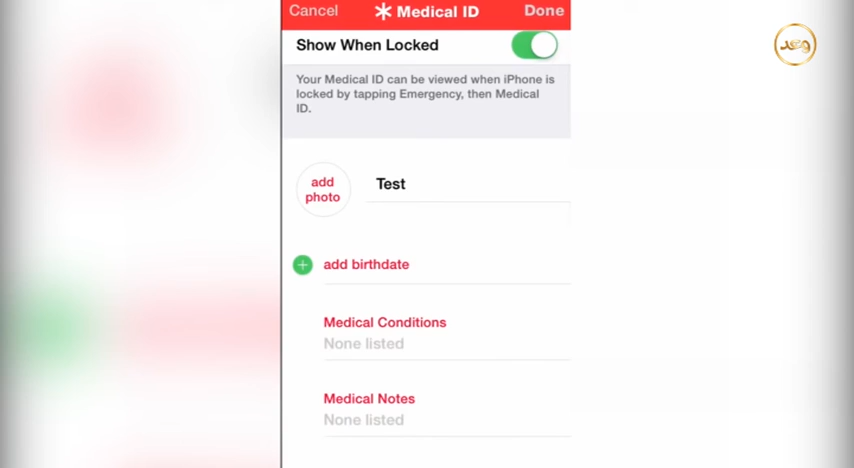 Cancel Medical ID Done
Show When Locked
Your Medical ID can be viewed when iPhone is
locked by tapping Emergency, then Medical
ID.
add
photo
Test
add birthdate
Medical Conditions
None listed
Medical Notes
None listed